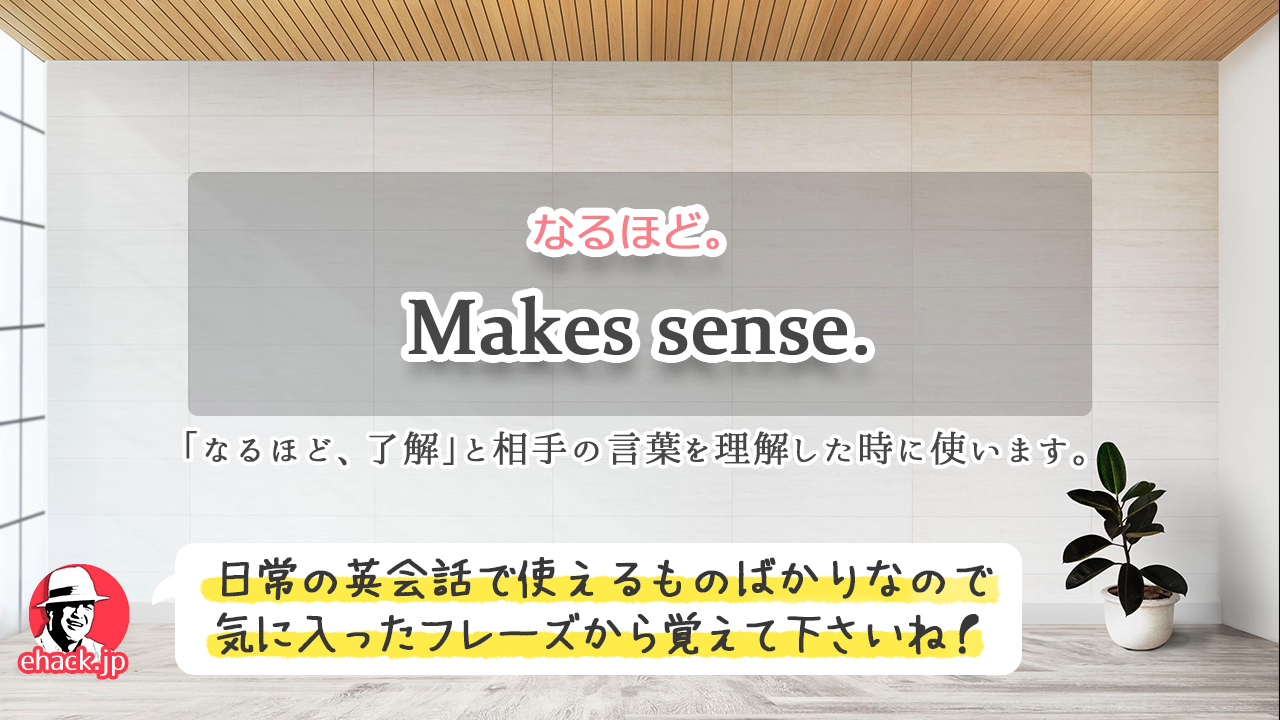 なるほど。
Makes sense.
「なるほど、了解」と相手の言葉を理解した時に使います。
日常の英会話で使えるものばかりなので
気に入ったフレーズから覚えて下さいね!
ehack.jp